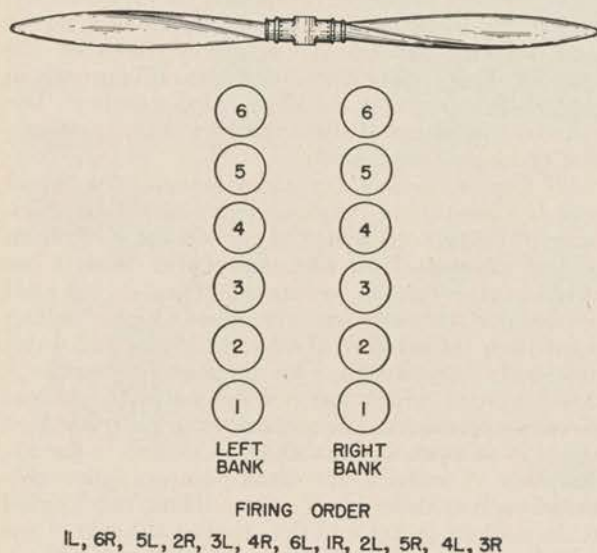 6 6
5 5
4 4
3 3
2 2
1 1
LEFT BANK RIGHT BANK
FIRING ORDER
1L, 6R, 5L, 2R, 3L, 4R, 6L, 1R, 2L, 5R, 4L, 3R